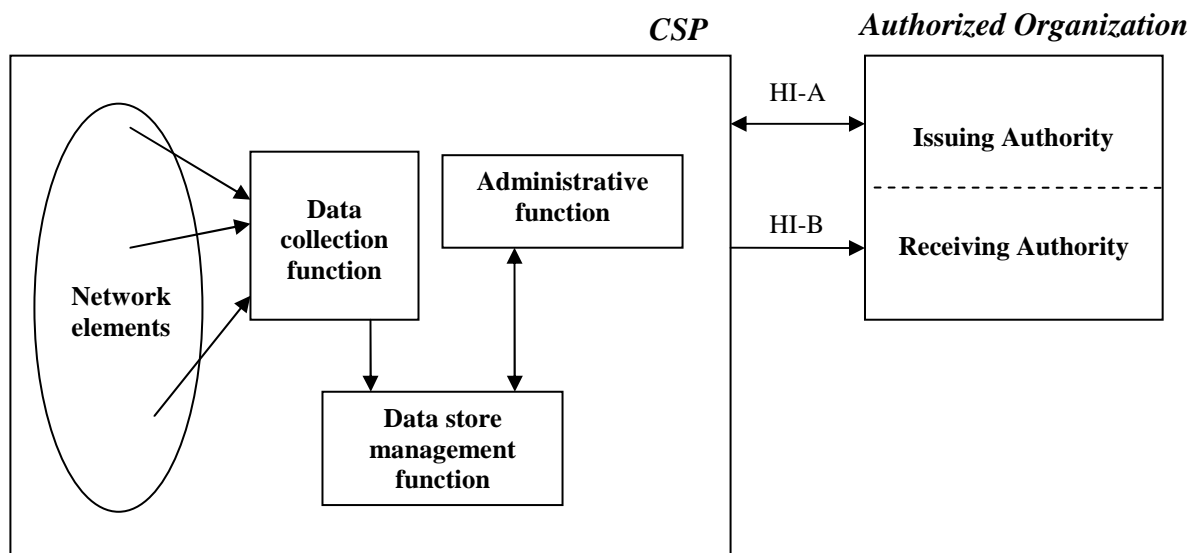 CSP
Authorized Organization
HI-A
Issuing Authority
Administrative
function
Data
collection
function
HI-B
Receiving Authority
Network
elements
Data store
management
function